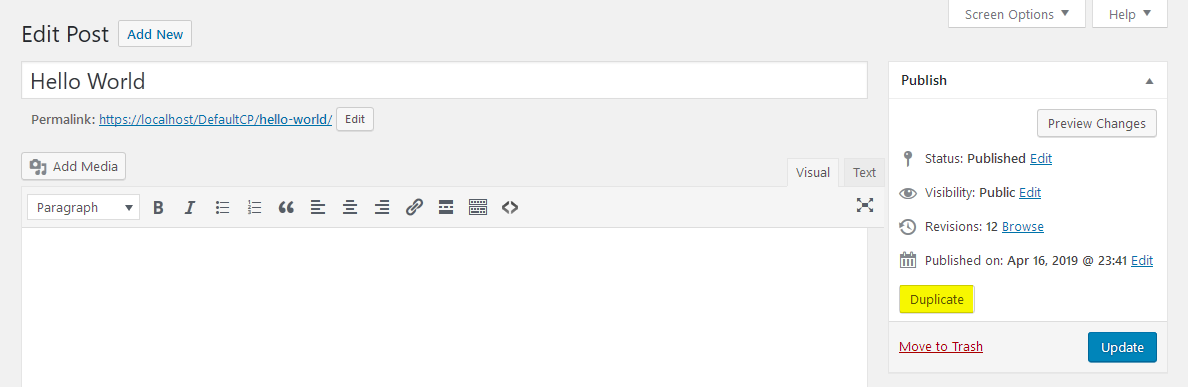 Screen Options Help
Edit Post Add New
Hello World
Permalink: https://localhost/DefaultCP/hello-world/ Edit
Add Media
Visual Text
Paragraph B I
Publish
Preview Changes
Status: Published Edit
Visibility: Public Edit
Revisions: 12 Browse
Published on: Apr 16, 2019 @ 23:41 Edit
Duplicate
Move to Trash Update